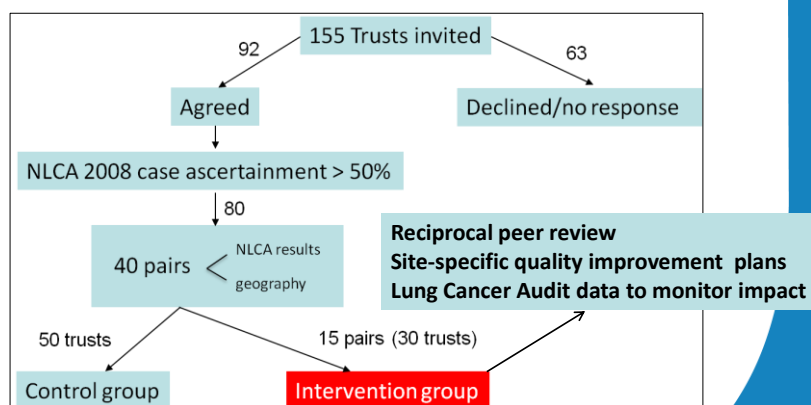 155 Trusts invited
92
63
Agreed
Declined/no response
NLCA 2008 case ascertainment > 50%
80
40 pairs
NLCA results
geography
Reciprocal peer review
Site-specific quality improvement plans
Lung Cancer Audit data to monitor impact
50 trusts
15 pairs (30 trusts)
Control group
Intervention group